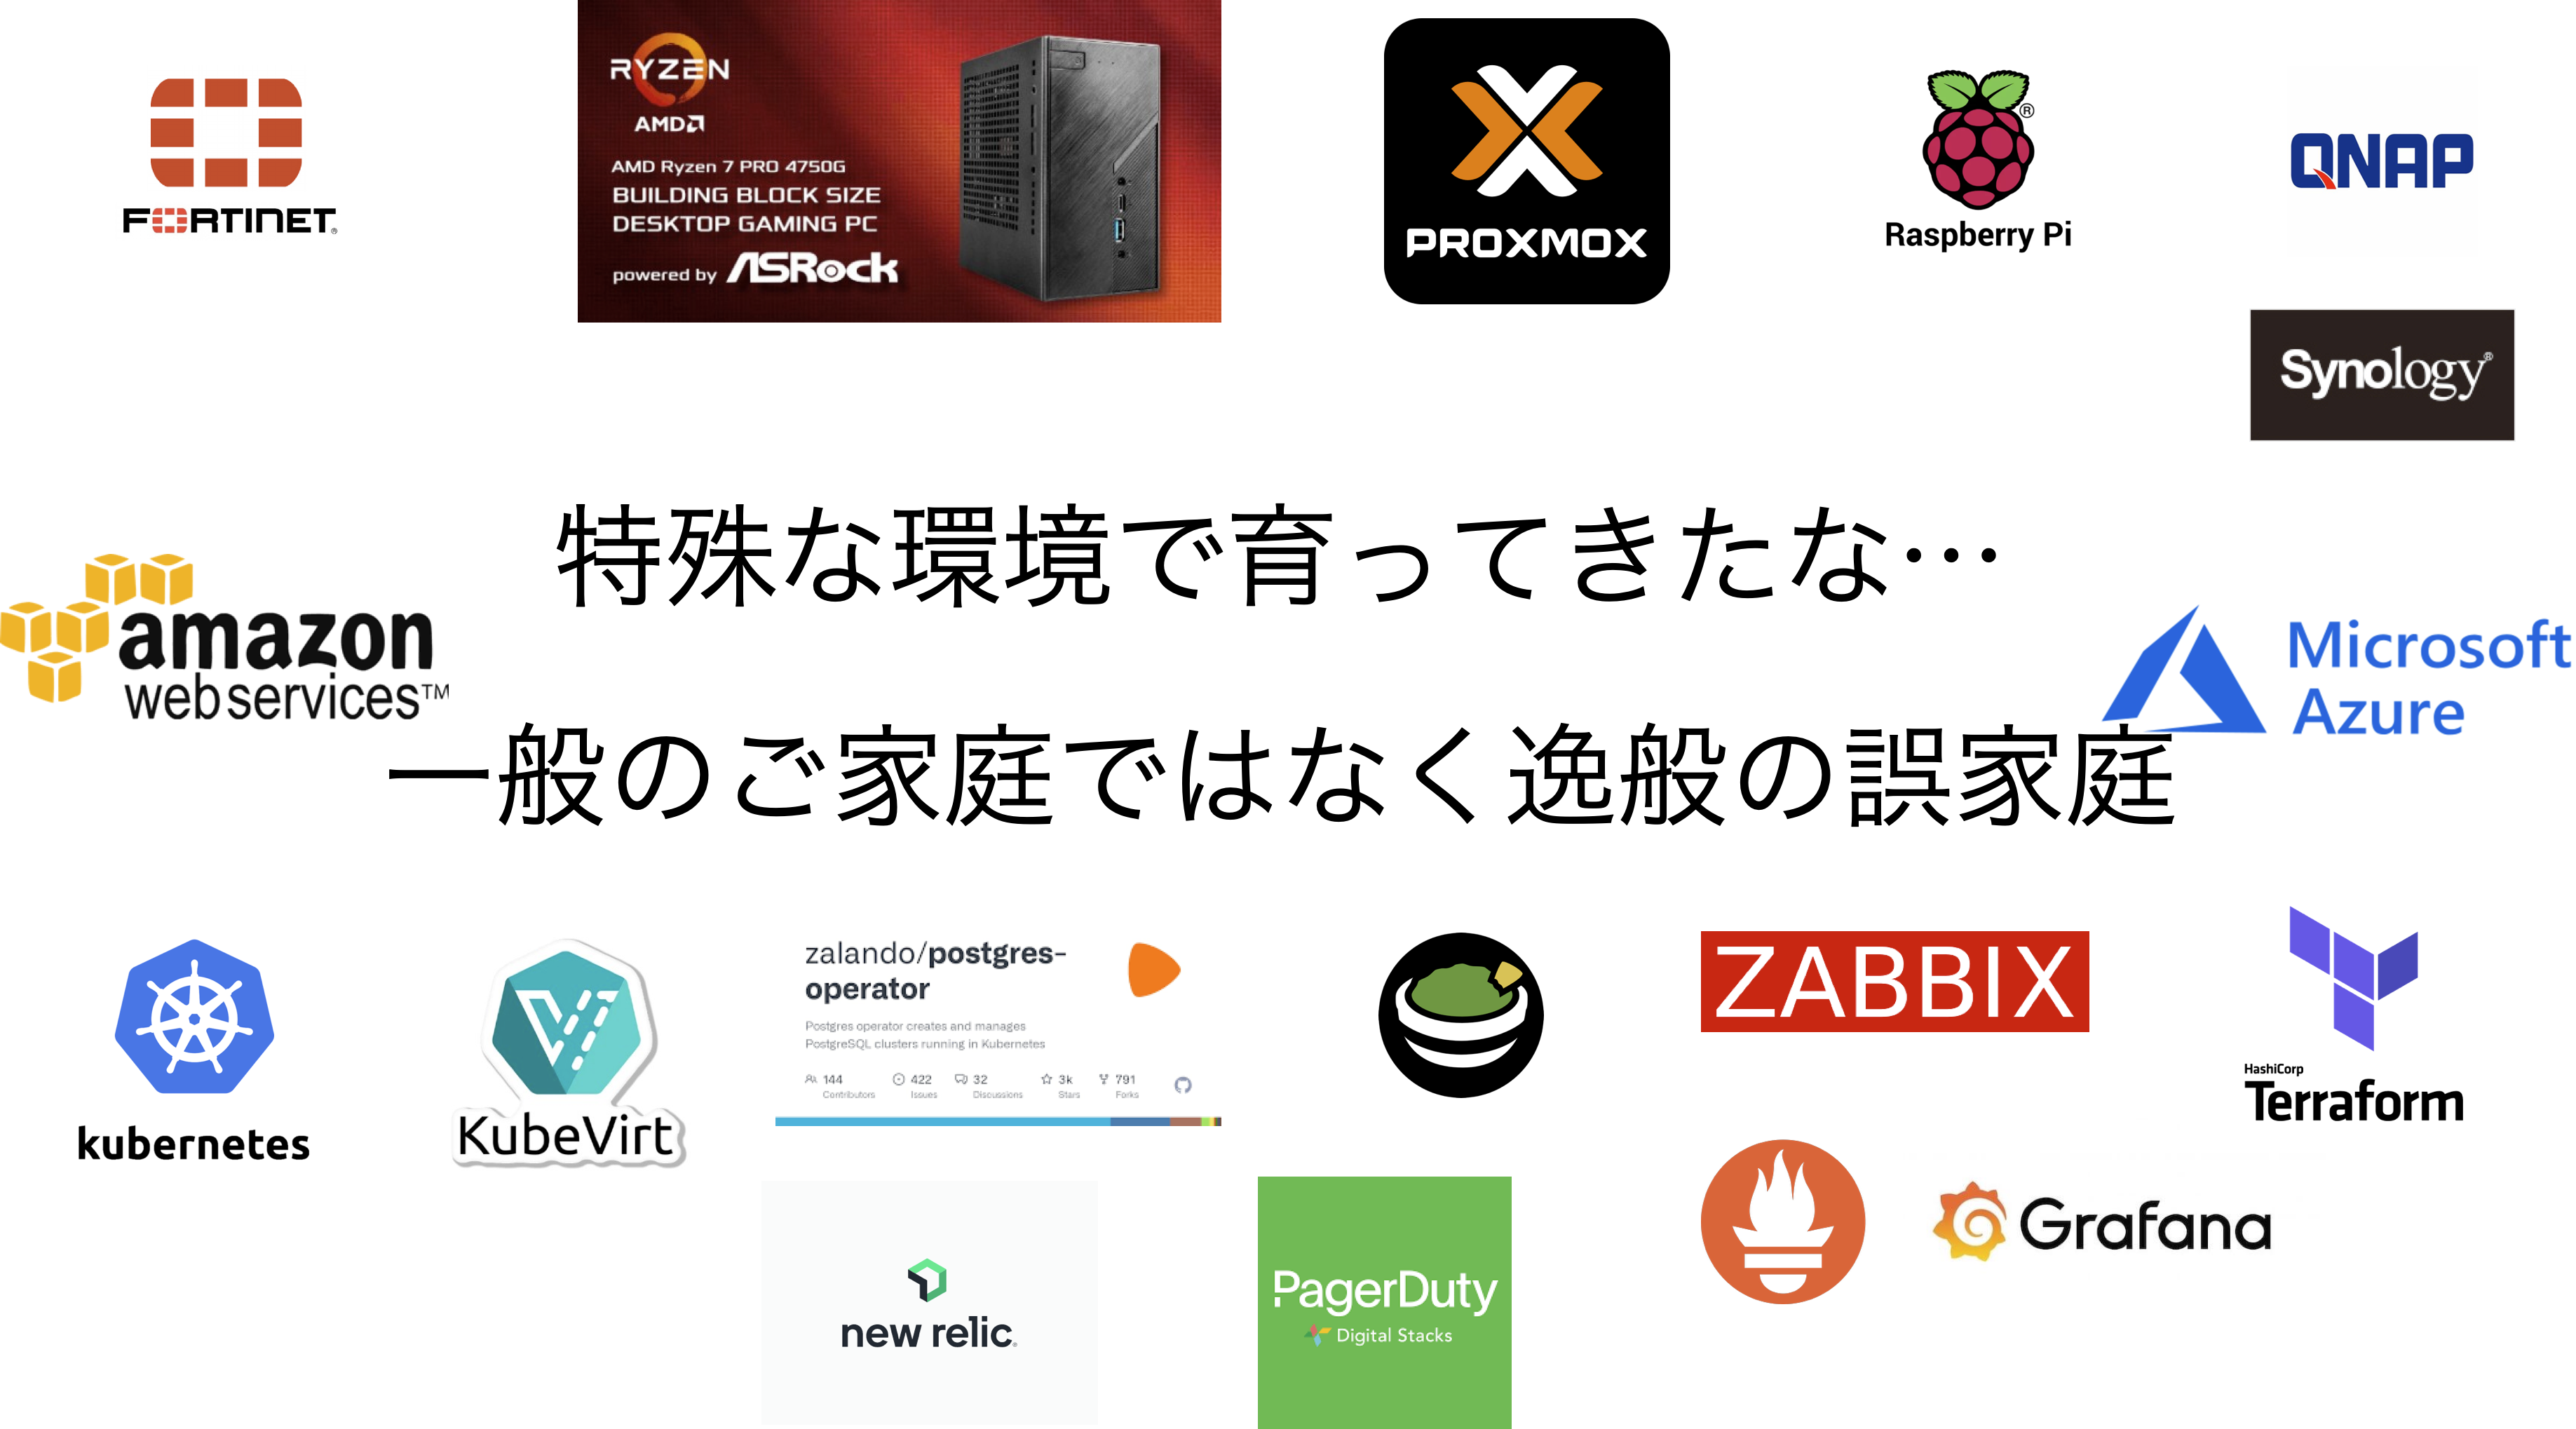 FORTINET®
RYZEN
AMD
AMD Ryzen 7 PRO 4750G
BUILDING BLOCK SIZE
DESKTOP GAMING PC
powered by ASRock
PROXMOX
®
Raspberry Pi
QNAP
Synology®
特殊な環境で育ってきたな…
amazon
webservices™
Microsoft
Azure
一般のご家庭ではなく逸般の誤家庭
kubernetes
KubeVirt
zalando/postgres-
operator
Postgres operator creates and manages
PostgreSQL clusters running in Kubernetes
144 422 32 3k 791
Contributors Issues Discussions Stars Forks
ZABBIX
HashiCorp
Terraform
new relic®
PagerDuty
Digital Stacks
Grafana